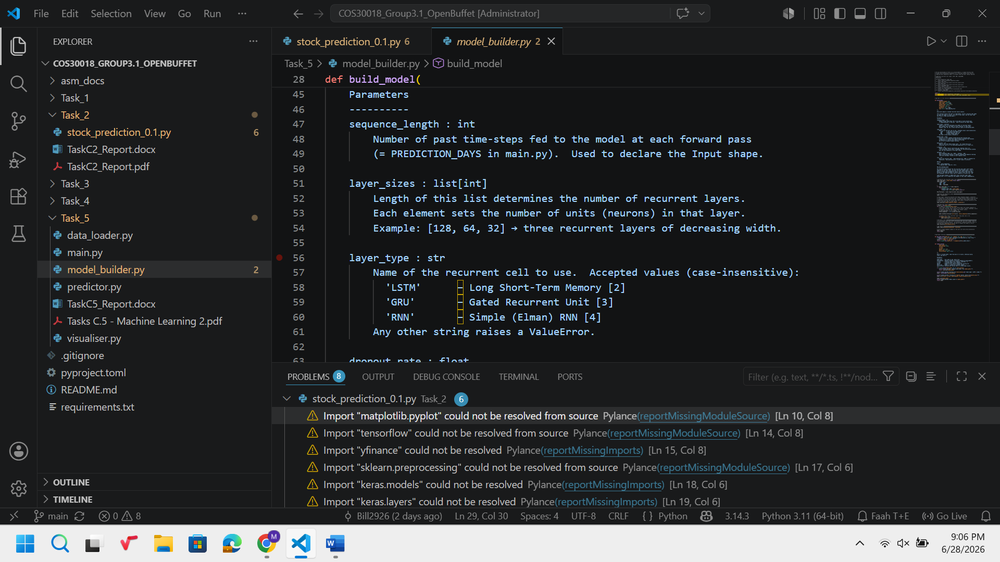 File Edit Selection View Go Run ···
COS30018_Group3.1_OpenBuffet [Administrator]
EXPLORER
COS30018_GROUP3.1_OPENBUFFET
asm_docs
Task_1
Task_2
stock_prediction_0.1.py 6
TaskC2_Report.docx
TaskC2_Report.pdf
Task_3
Task_4
Task_5
data_loader.py
main.py
model_builder.py 2
predictor.py
TaskC5_Report.docx
Tasks C.5 - Machine Learning 2.pdf
visualiser.py
.gitignore
pyproject.toml
README.md
requirements.txt
OUTLINE
TIMELINE
stock_prediction_0.1.py 6
model_builder.py 2
Task_5 > model_builder.py > build_model
28 def build_model(
45 Parameters
46 ----------
47 sequence_length : int
48 Number of past time-steps fed to the model at each forward pass
49 (= PREDICTION_DAYS in main.py).  Used to declare the Input shape.
50
51 layer_sizes : list[int]
52 Length of this list determines the number of recurrent layers.
53 Each element sets the number of units (neurons) in that layer.
54 Example: [128, 64, 32] → three recurrent layers of decreasing width.
55
56 layer_type : str
57 Name of the recurrent cell to use.  Accepted values (case-insensitive):
58 'LSTM' – Long Short-Term Memory [2]
59 'GRU' – Gated Recurrent Unit [3]
60 'RNN' – Simple (Elman) RNN [4]
61 Any other string raises a ValueError.
62
63 dropout_rate : float
PROBLEMS 8 OUTPUT DEBUG CONSOLE TERMINAL PORTS
Filter (e.g. text, **/*.ts, !**/nod...
stock_prediction_0.1.py Task_2 6
Import "matplotlib.pyplot" could not be resolved from source Pylance(reportMissingModuleSource) [Ln 10, Col 8]
Import "tensorflow" could not be resolved from source Pylance(reportMissingModuleSource) [Ln 14, Col 8]
Import "yfinance" could not be resolved Pylance(reportMissingImports) [Ln 15, Col 8]
Import "sklearn.preprocessing" could not be resolved from source Pylance(reportMissingModuleSource) [Ln 17, Col 6]
Import "keras.models" could not be resolved Pylance(reportMissingImports) [Ln 18, Col 6]
Import "keras.layers" could not be resolved Pylance(reportMissingImports) [Ln 19, Col 6]
main 0 8 Bill2926 (2 days ago) Ln 29, Col 30 Spaces: 4 UTF-8 CRLF { } Python 3.14.3 Python 3.11 (64-bit) Faah T+E Go Live
M
W
9:06 PM
6/28/2026